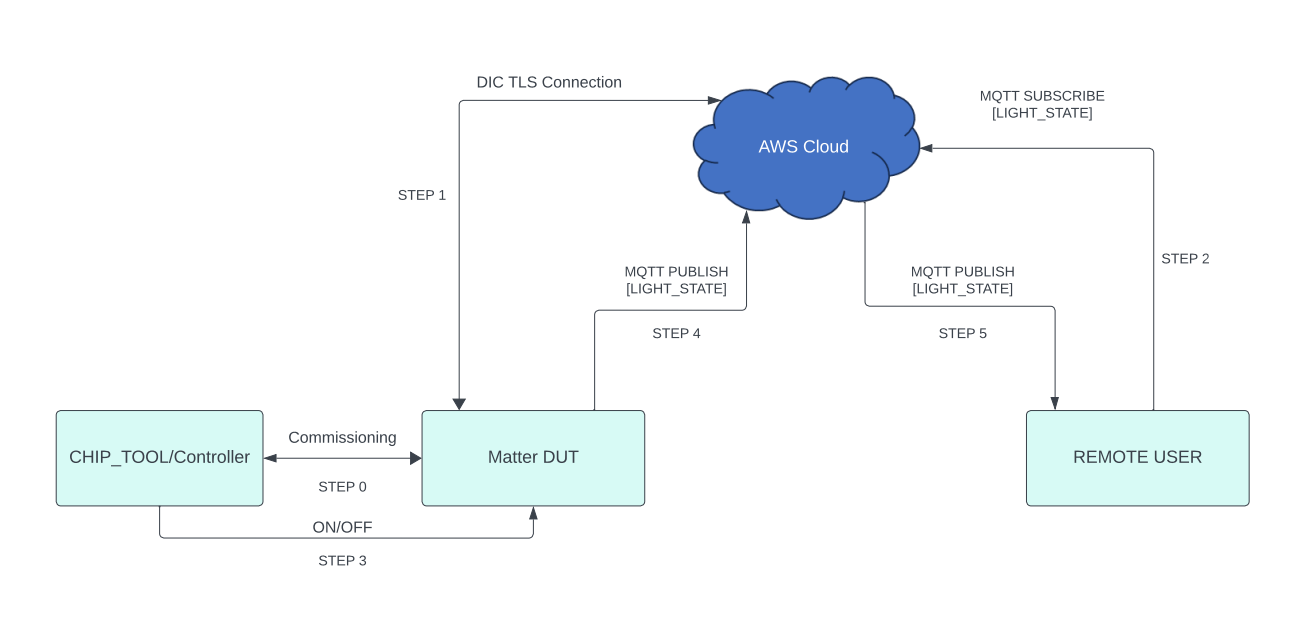 DIC TLS Connection
MQTT SUBSCRIBE
[LIGHT_STATE]
AWS Cloud
STEP 1
STEP 2
MQTT PUBLISH
[LIGHT_STATE]
STEP 4
MQTT PUBLISH
[LIGHT_STATE]
STEP 5
CHIP_TOOL/Controller
Commissioning
STEP 0
Matter DUT
REMOTE USER
ON/OFF
STEP 3